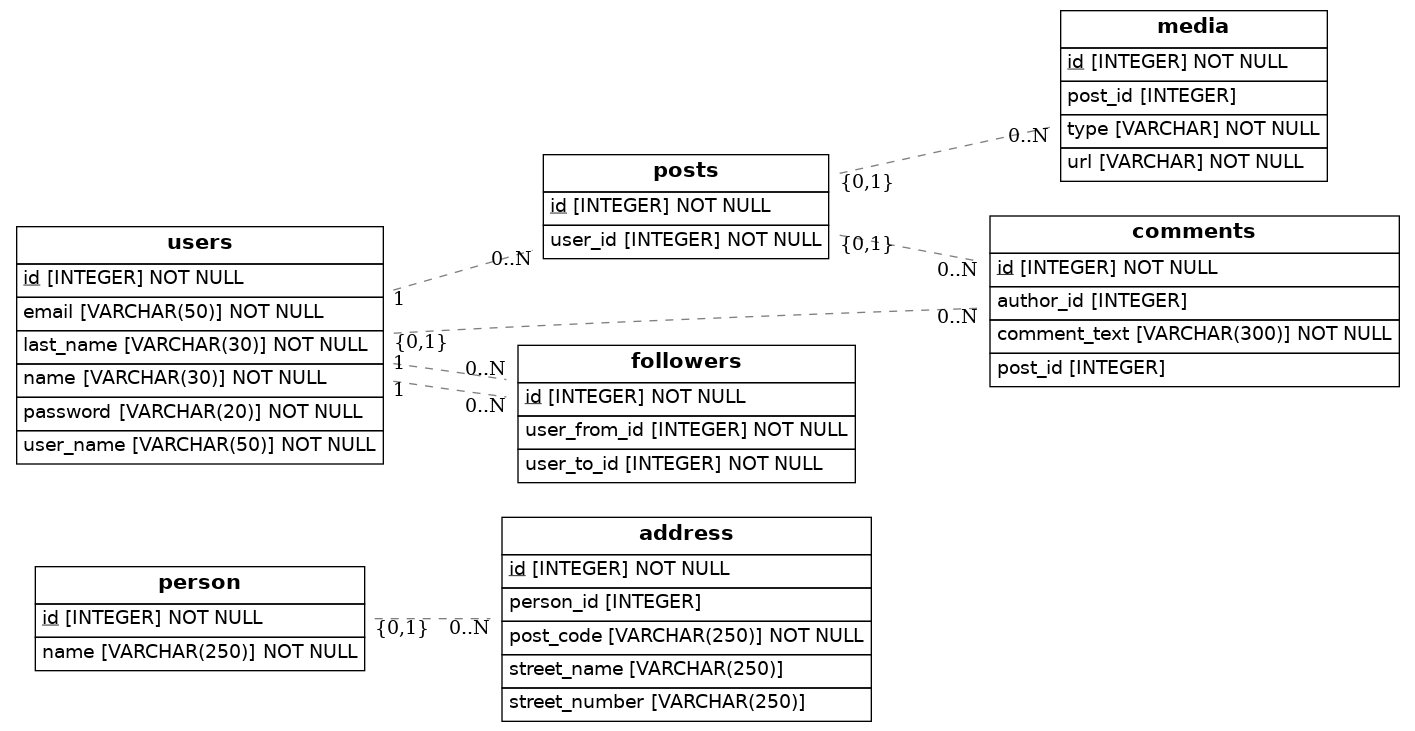 media
id [INTEGER] NOT NULL
post_id [INTEGER]
type [VARCHAR] NOT NULL
url [VARCHAR] NOT NULL
0..N
{0,1}
posts
id [INTEGER] NOT NULL
user_id [INTEGER] NOT NULL
{0,1}
0..N
comments
id [INTEGER] NOT NULL
author_id [INTEGER]
comment_text [VARCHAR(300)] NOT NULL
post_id [INTEGER]
0..N
users
id [INTEGER] NOT NULL
email [VARCHAR(50)] NOT NULL
last_name [VARCHAR(30)] NOT NULL
name [VARCHAR(30)] NOT NULL
password [VARCHAR(20)] NOT NULL
user_name [VARCHAR(50)] NOT NULL
0..N
1
{0,1}
1
0..N
1
0..N
followers
id [INTEGER] NOT NULL
user_from_id [INTEGER] NOT NULL
user_to_id [INTEGER] NOT NULL
person
id [INTEGER] NOT NULL
name [VARCHAR(250)] NOT NULL
{0,1}
0..N
address
id [INTEGER] NOT NULL
person_id [INTEGER]
post_code [VARCHAR(250)] NOT NULL
street_name [VARCHAR(250)]
street_number [VARCHAR(250)]